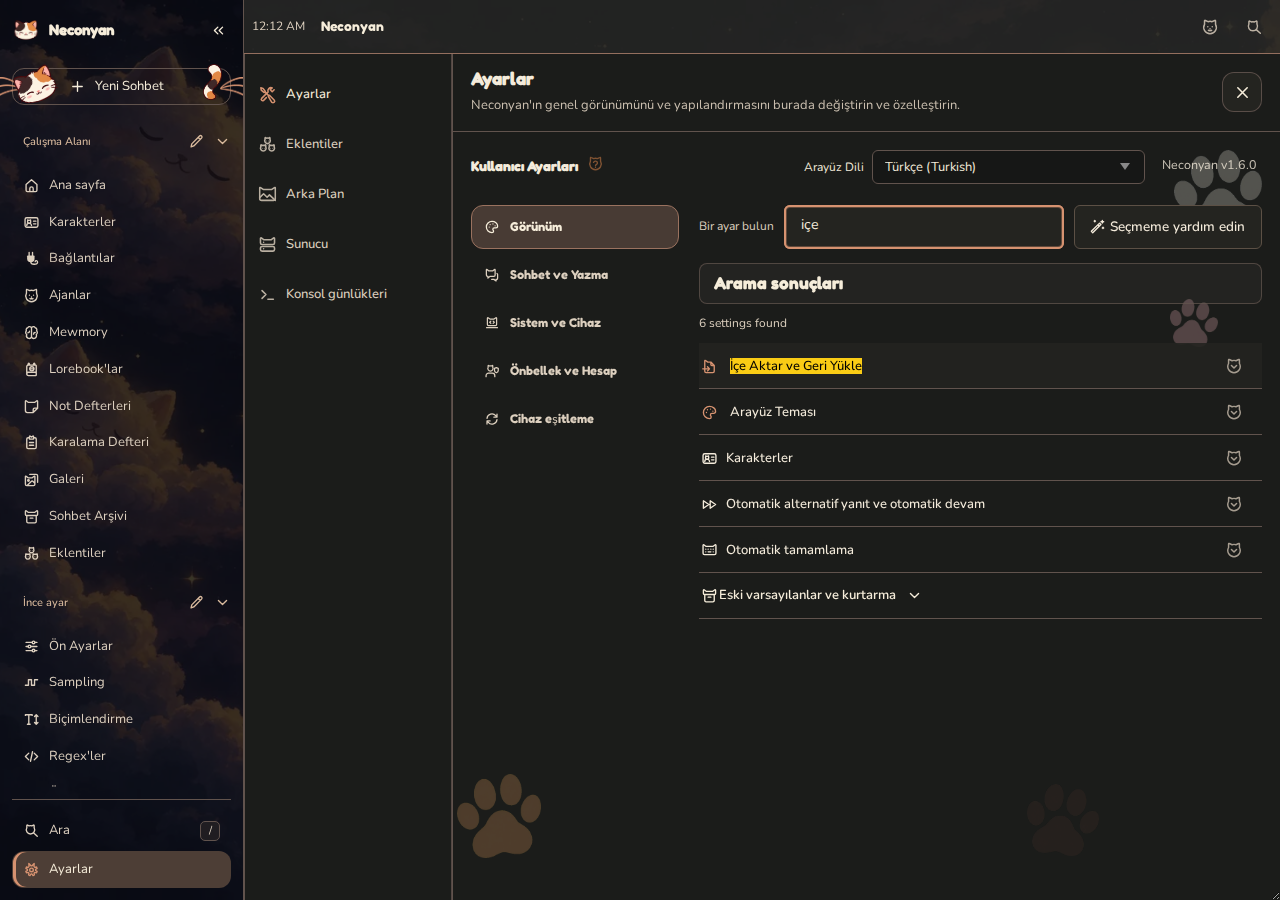 Neconyan
Yeni Sohbet
Çalışma Alanı
Ana sayfa
Karakterler
Bağlantılar
Ajanlar
Mewmory
Lorebook'lar
Not Defterleri
Karalama Defteri
Galeri
Sohbet Arşivi
Eklentiler
İnce ayar
Ön Ayarlar
Sampling
Biçimlendirme
Regex'ler
Ara /
Ayarlar
12:12 AM Neconyan
Ayarlar
Eklentiler
Arka Plan
Sunucu
Konsol günlükleri
Ayarlar
Neconyan'ın genel görünümünü ve yapılandırmasını burada değiştirin ve özelleştirin.
Kullanıcı Ayarları
Arayüz Dili Türkçe (Turkish) Neconyan v1.6.0
Görünüm
Sohbet ve Yazma
Sistem ve Cihaz
Önbellek ve Hesap
Cihaz eşitleme
Bir ayar bulun içe Seçmeme yardım edin
Arama sonuçları
6 settings found
İçe Aktar ve Geri Yükle
Arayüz Teması
Karakterler
Otomatik alternatif yanıt ve otomatik devam
Otomatik tamamlama
Eski varsayılanlar ve kurtarma